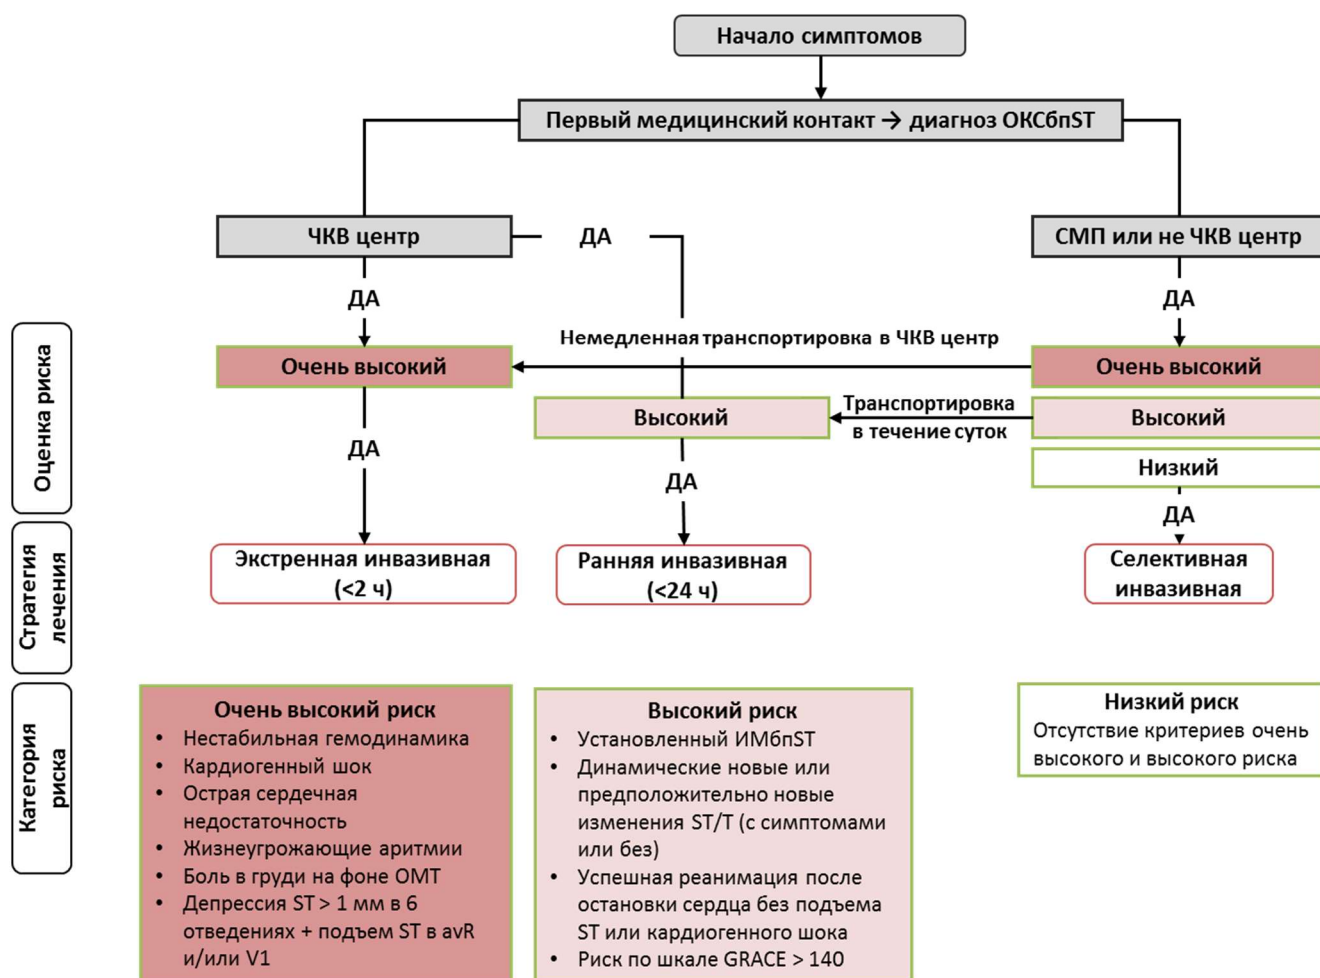 Начало симптомов
Первый медицинский контакт → диагноз ОКСбпST
ЧКВ центр
ДА
СМП или не ЧКВ центр
ДА
ДА
Оценка риска
Немедленная транспортировка в ЧКВ центр
Очень высокий
Очень высокий
Высокий
Транспортировка
в течение суток
Высокий
Низкий
ДА
ДА
ДА
Стратегия
лечения
Экстренная инвазивная
(<2 ч)
Ранняя инвазивная
(<24 ч)
Селективная
инвазивная
Категория
риска
Очень высокий риск
• Нестабильная гемодинамика
• Кардиогенный шок
• Острая сердечная
недостаточность
• Жизнеугрожающие аритмии
• Боль в груди на фоне ОМТ
• Депрессия ST > 1 мм в 6
отведениях + подъем ST в avR
и/или V1
Высокий риск
• Установленный ИМбпST
• Динамические новые или
предположительно новые
изменения ST/T (с симптомами
или без)
• Успешная реанимация после
остановки сердца без подъема
ST или кардиогенного шока
• Риск по шкале GRACE > 140
Низкий риск
Отсутствие критериев очень
высокого и высокого риска